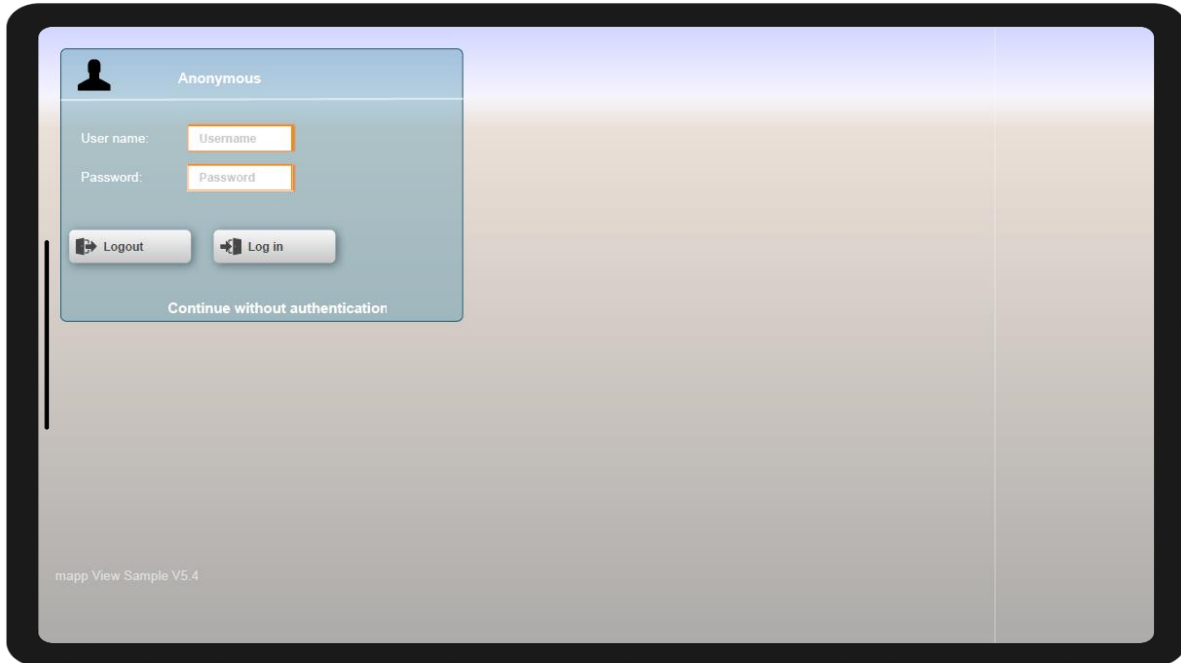 Anonymous
User name: Username
Password: Password
Logout Log in
Continue without authentication
mapp View Sample V5.4